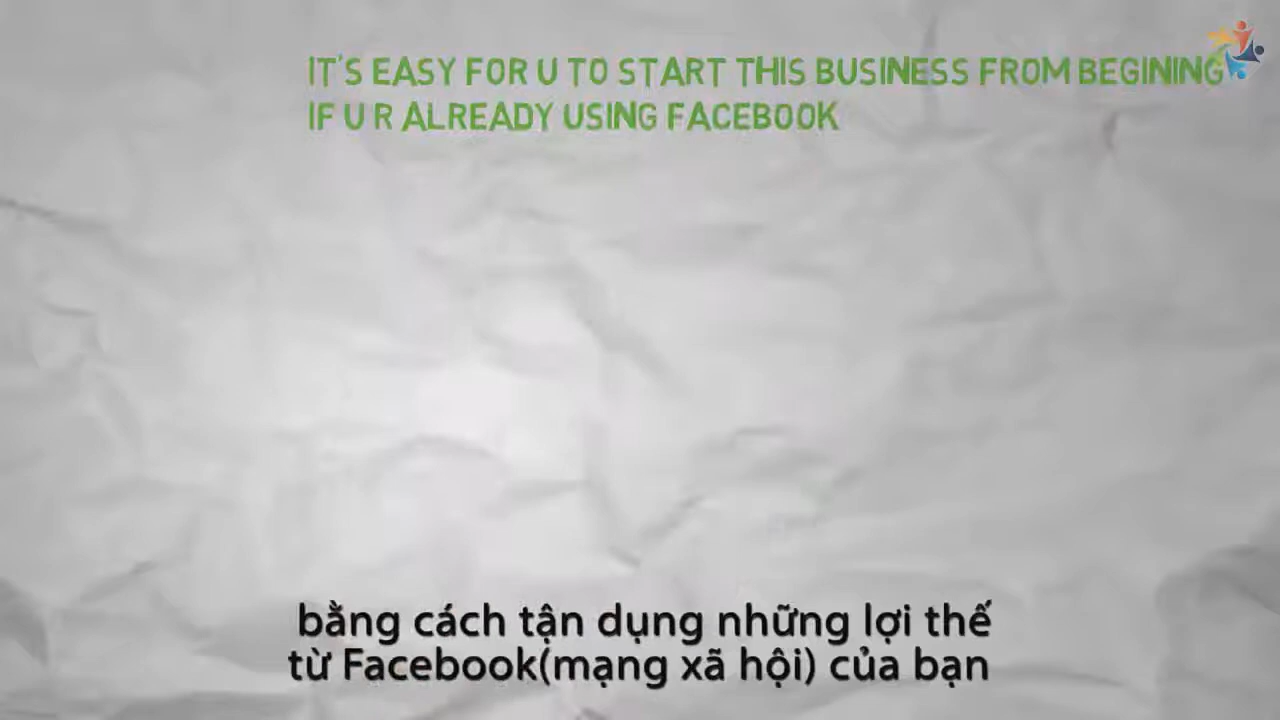 IT'S EASY FOR U TO START THIS BUSINESS FROM BEGINING
IF U R ALREADY USING FACEBOOK
bằng cách tận dụng những lợi thế
từ Facebook(mạng xã hội) của bạn